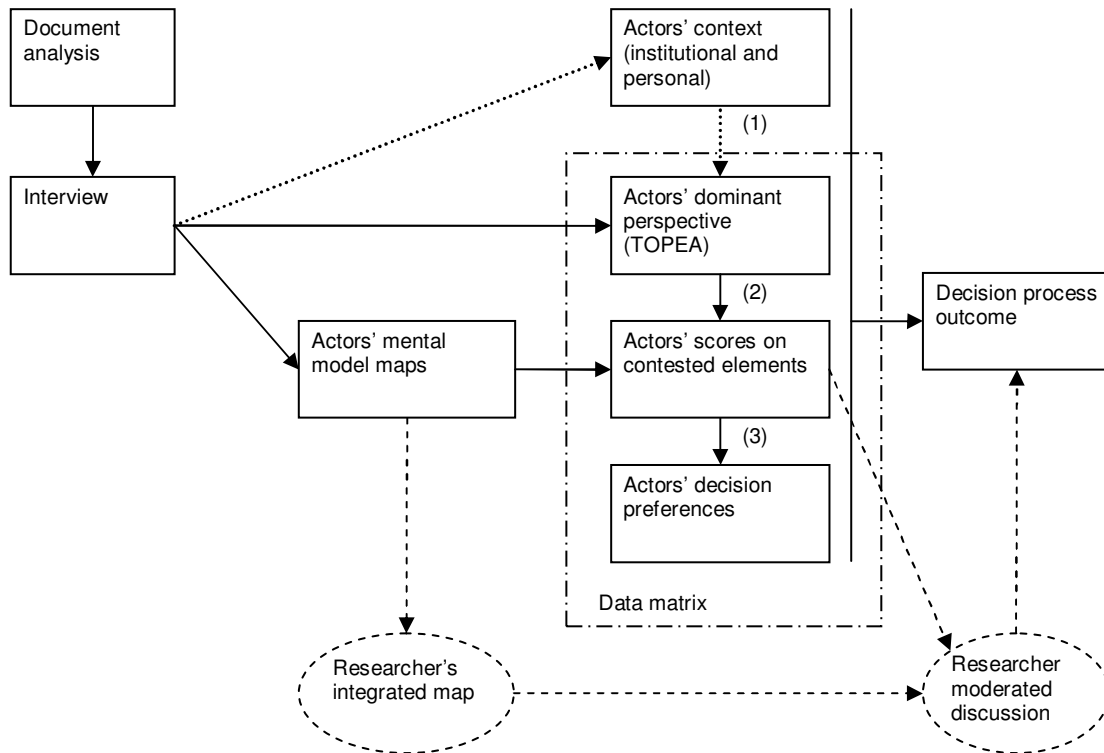 Document
analysis
Actors’ context
(institutional and
personal)
(1)
Interview
Actors’ dominant
perspective
(TOPEA)
(2)
Decision process
outcome
Actors’ mental
model maps
Actors’ scores on
contested elements
(3)
Actors’ decision
preferences
Data matrix
Researcher’s
integrated map
Researcher
moderated
discussion